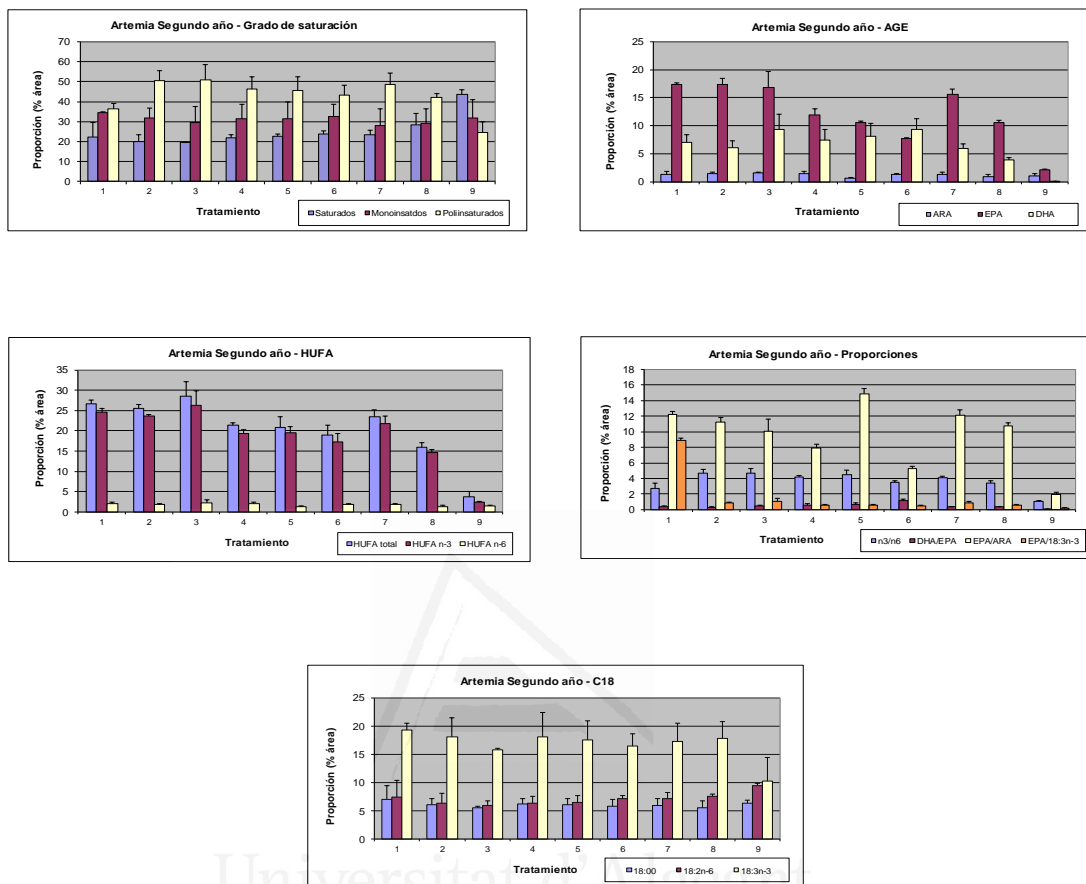 Artemia Segundo año - Grado de saturación
Proporción (% área)
70
60
50
40
30
20
10
0
1 2 3 4 5 6 7 8 9
Tratamiento
Saturados Monoinsatdos Poliinsaturados
Artemia Segundo año - AGE
Proporción (% área)
25
20
15
10
5
0
1 2 3 4 5 6 7 8 9
Tratamiento
ARA EPA DHA
Artemia Segundo año - HUFA
Proporción (% área)
35
30
25
20
15
10
5
0
1 2 3 4 5 6 7 8 9
Tratamiento
HUFA total HUFA n-3 HUFA n-6
Artemia Segundo año - Proporciones
Proporción (% área)
18
16
14
12
10
8
6
4
2
0
1 2 3 4 5 6 7 8 9
Tratamiento
n3/n6 DHA/EPA EPA/ARA EPA/18:3n-3
Artemia Segundo año - C18
Proporción (% área)
25
20
15
10
5
0
1 2 3 4 5 6 7 8 9
Tratamiento
18:00 18:2n-6 18:3n-3
Universitat d'Alacant